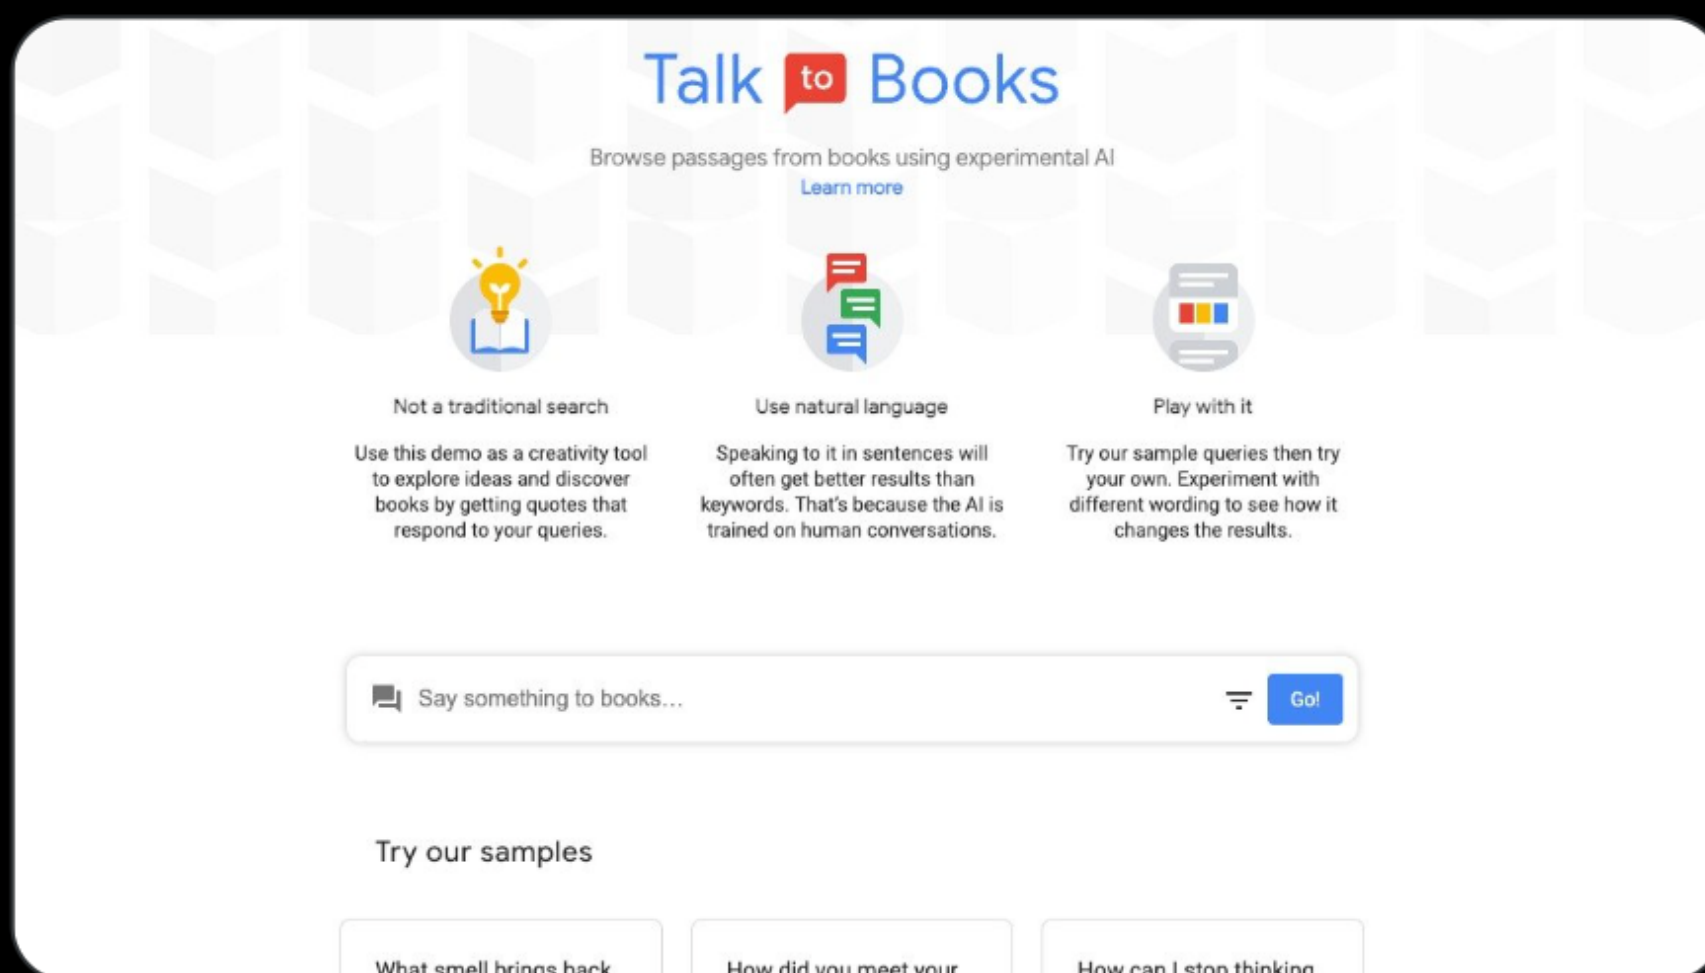 Talk to Books
Browse passages from books using experimental AI
Learn more
Not a traditional search
Use this demo as a creativity tool
to explore ideas and discover
books by getting quotes that
respond to your queries.
Use natural language
Speaking to it in sentences will
often get better results than
keywords. That's because the AI is
trained on human conversations.
Play with it
Try our sample queries then try
your own. Experiment with
different wording to see how it
changes the results.
Say something to books...
Go!
Try our samples
What smell brings back
How did you meet your
How can I stop thinking